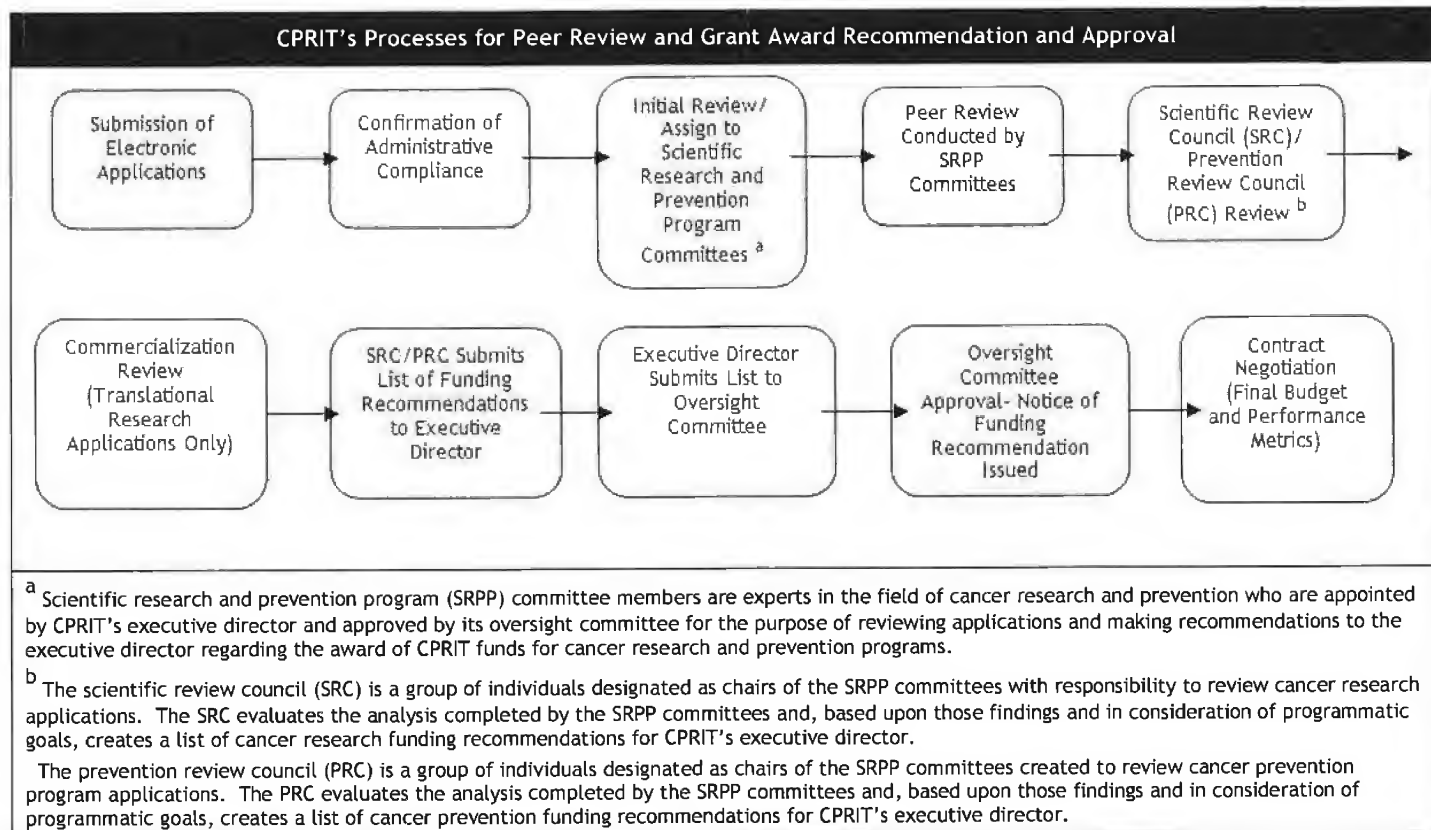 CPRIT's Processes for Peer Review and Grant Award Recommendation and Approval
Submission of
Electronic
Applications
Confirmation of
Administrative
Compliance
Initial Review/
Assign to
Scientific
Research and
Prevention
Program
Committees a
Peer Review
Conducted by
SRPP
Committees
Scientific Review
Council (SRC)/
Prevention
Review Council
(PRC) Review b
Commercialization
Review
(Translational
Research
Applications Only)
SRC/PRC Submits
List of Funding
Recommendations
to Executive
Director
Executive Director
Submits List to
Oversight
Committee
Oversight
Committee
Approval- Notice of
Funding
Recommendation
Issued
Contract
Negotiation
(Final Budget
and Performance
Metrics)
a Scientific research and prevention program (SRPP) committee members are experts in the field of cancer research and prevention who are appointed
by CPRIT's executive director and approved by its oversight committee for the purpose of reviewing applications and making recommendations to the
executive director regarding the award of CPRIT funds for cancer research and prevention programs.
b The scientific review council (SRC) is a group of individuals designated as chairs of the SRPP committees with responsibility to review cancer research
applications. The SRC evaluates the analysis completed by the SRPP committees and, based upon those findings and in consideration of programmatic
goals, creates a list of cancer research funding recommendations for CPRIT's executive director.
The prevention review council (PRC) is a group of individuals designated as chairs of the SRPP committees created to review cancer prevention
program applications. The PRC evaluates the analysis completed by the SRPP committees and, based upon those findings and in consideration of
programmatic goals, creates a list of cancer prevention funding recommendations for CPRIT's executive director.